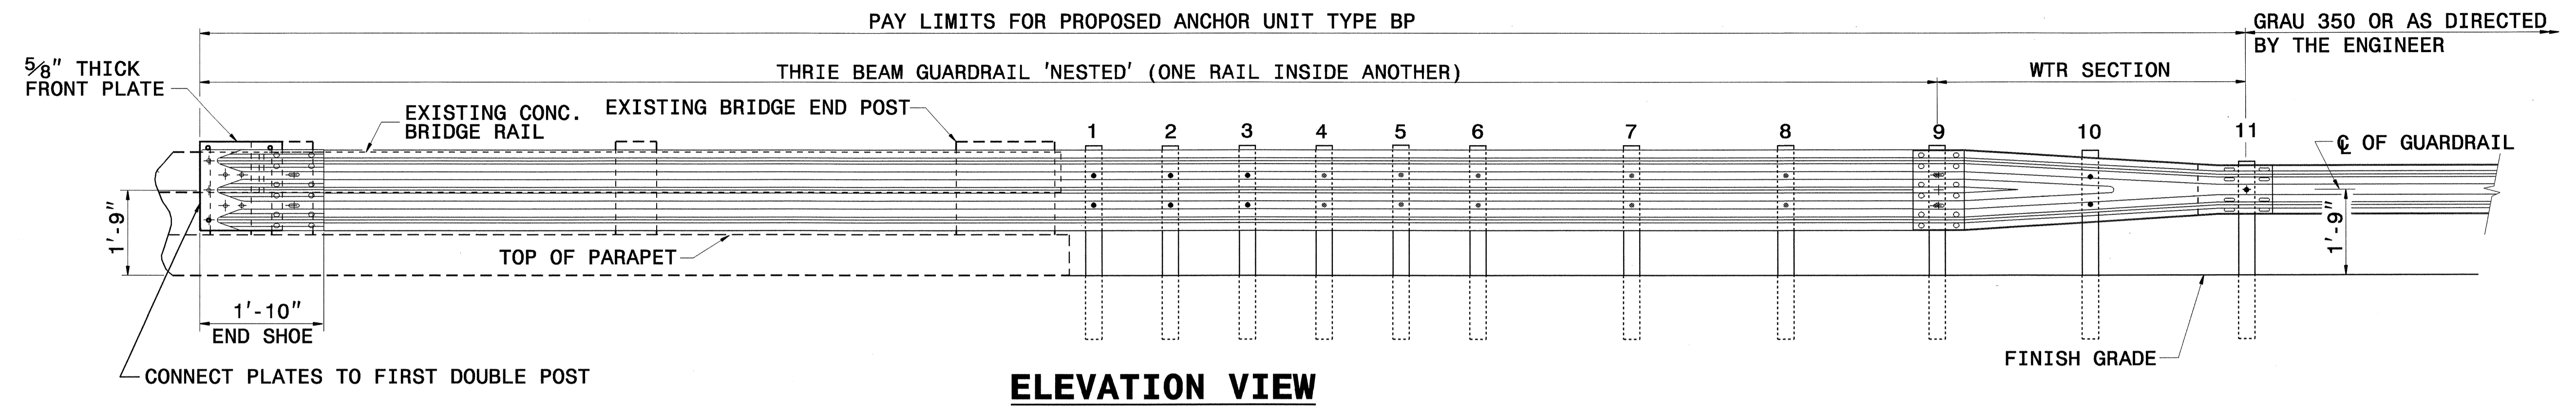 PAY LIMITS FOR PROPOSED ANCHOR UNIT TYPE BP
GRAU 350 OR AS DIRECTED
BY THE ENGINEER
5/8" THICK
FRONT PLATE
THRIE BEAM GUARDRAIL 'NESTED' (ONE RAIL INSIDE ANOTHER)
WTR SECTION
EXISTING CONC.
BRIDGE RAIL
EXISTING BRIDGE END POST
1 2 3 4 5 6 7 8 9 10 11
℄ OF GUARDRAIL
1'-9"
1'-9"
TOP OF PARAPET
1'-10"
END SHOE
FINISH GRADE
CONNECT PLATES TO FIRST DOUBLE POST
ELEVATION VIEW